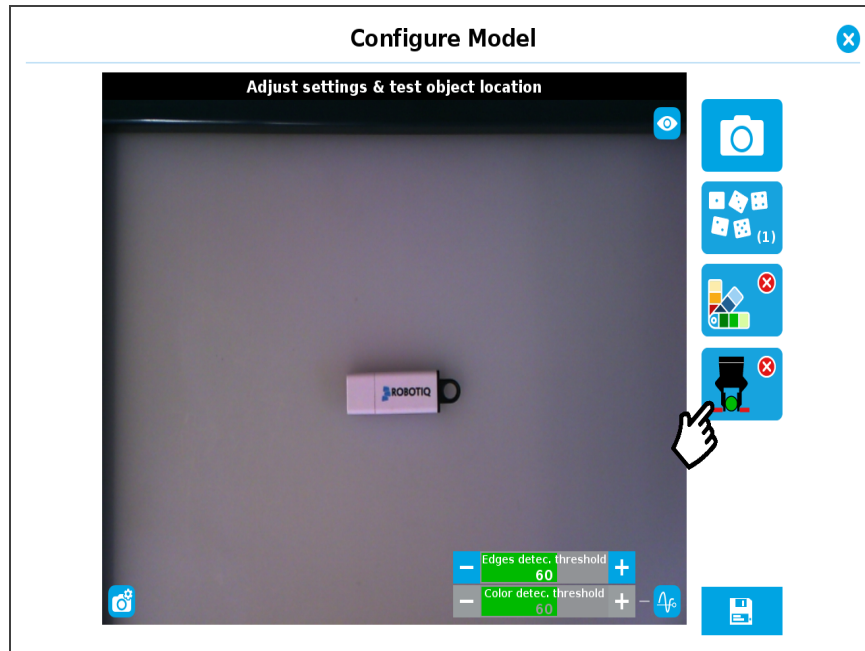 Configure Model
Adjust settings & test object location
(1)
ROBOTIQ
Edges detec. threshold
60
Color detec. threshold
60